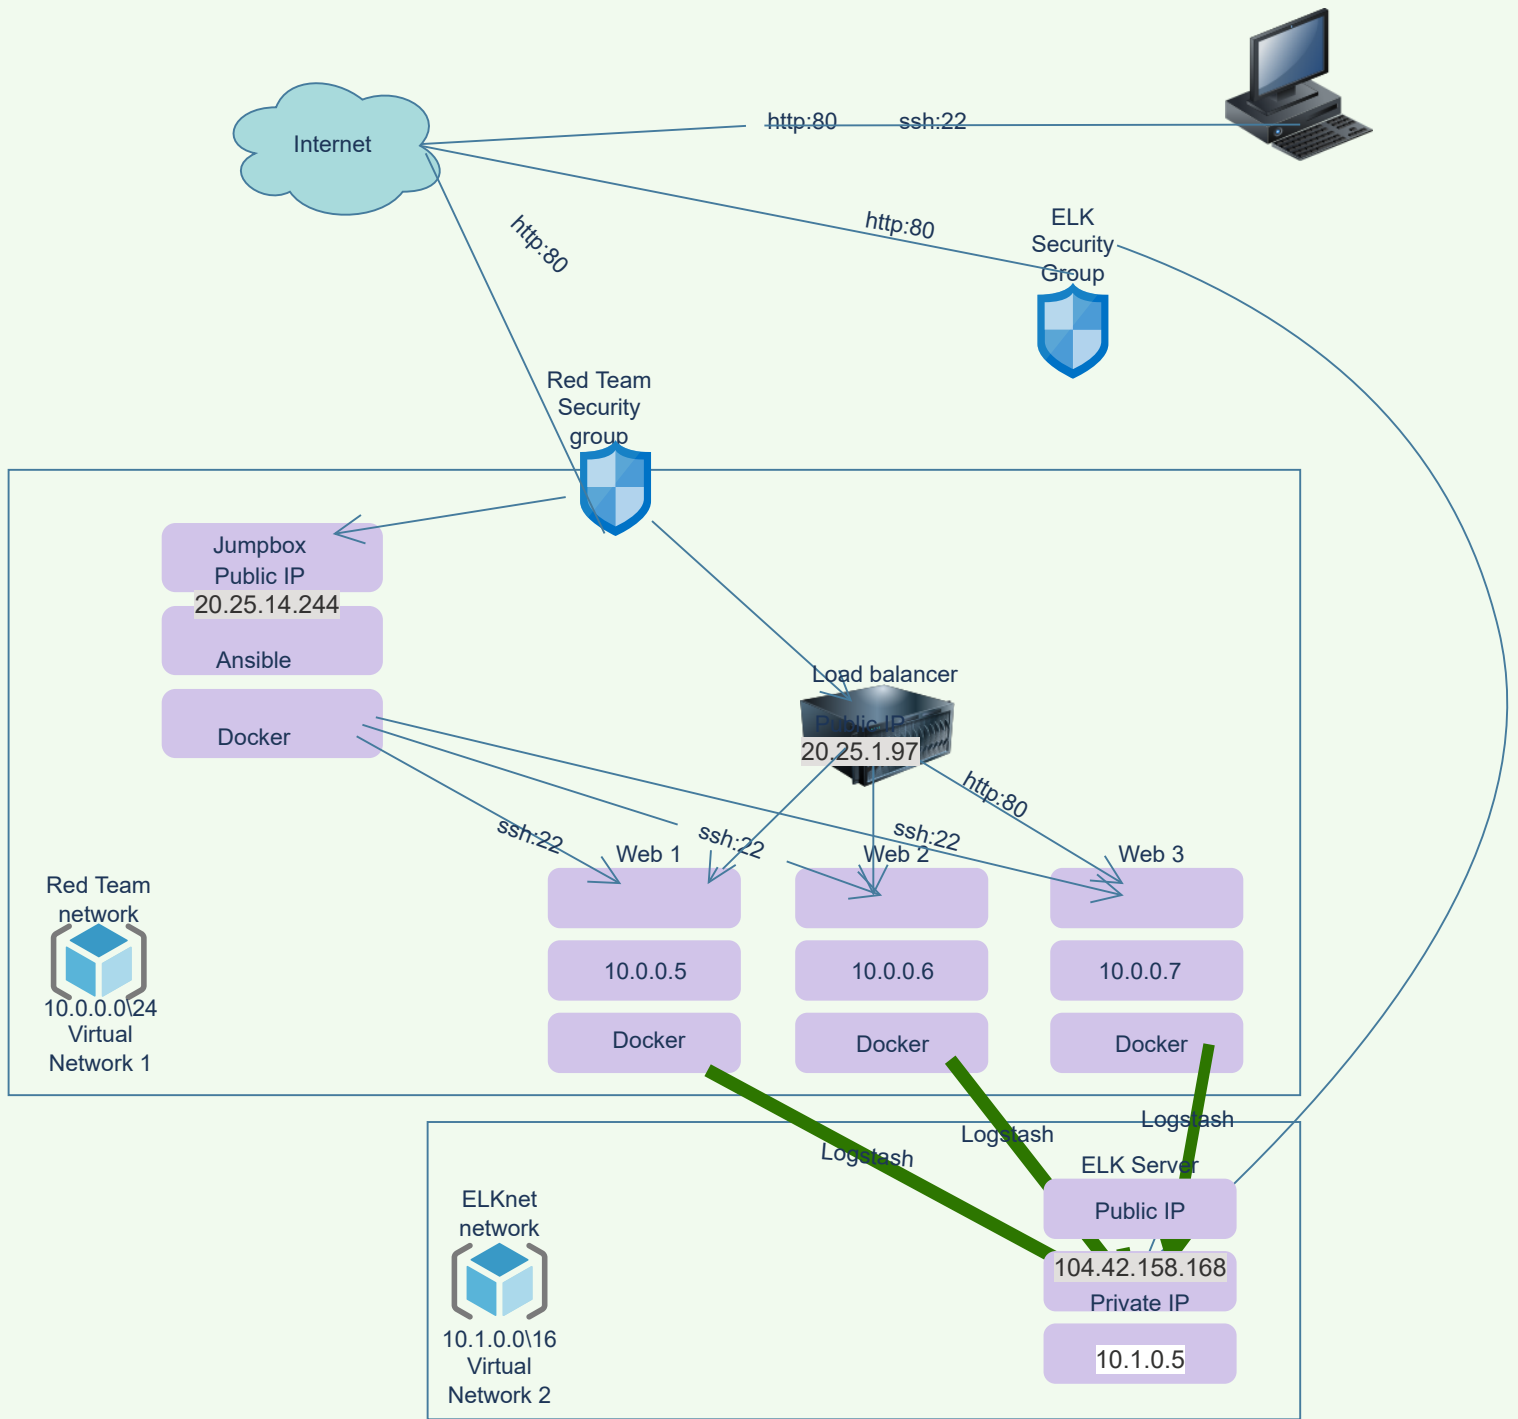 http:80
ssh:22
Internet
http:80
http:80
ELK
Security
Group
Red Team
Security
group
Jumpbox
Public IP
20.25.14.244
Ansible
Docker
Load balancer
Public IP
20.25.1.97
http:80
ssh:22
ssh:22
ssh:22
Web 1
Web 2
Web 3
Red Team
network
10.0.0.0\24
Virtual
Network 1
10.0.0.5
10.0.0.6
10.0.0.7
Docker
Docker
Docker
Logstash
Logstash
Logstash
ELK Server
Public IP
104.42.158.168
Private IP
10.1.0.5
ELKnet
network
10.1.0.0\16
Virtual
Network 2